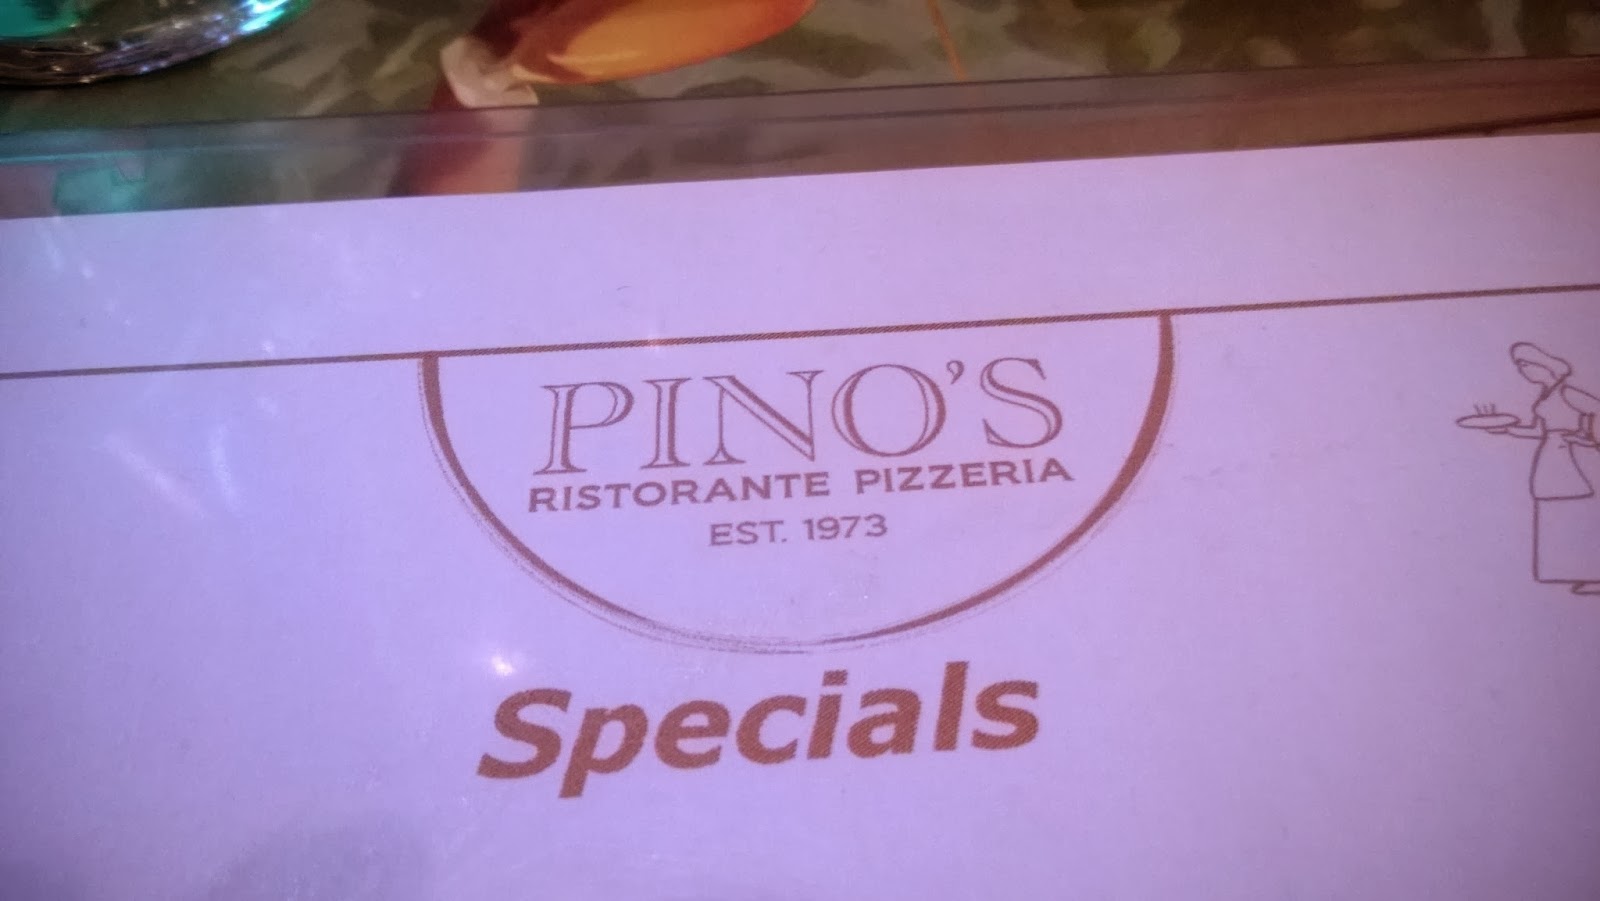 PINO'S
RISTORANTE PIZZERIA
EST. 1973
Specials